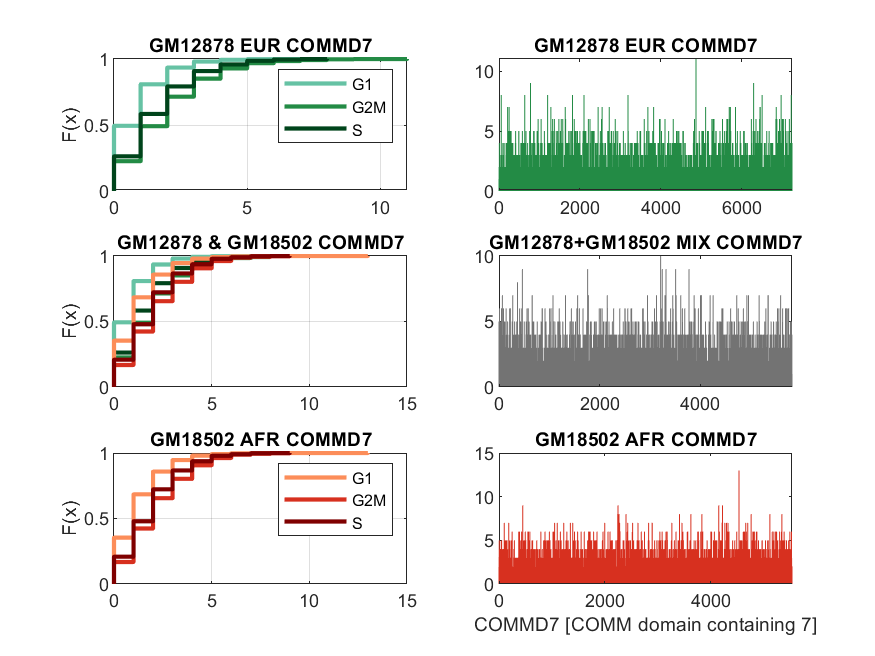 GM12878 EUR COMMD7
F(x)
1
0.5
0
0 5 10
G1
G2M
S
GM12878 EUR COMMD7
10
5
0
0 2000 4000 6000
GM12878 & GM18502 COMMD7
F(x)
1
0.5
0
0 5 10 15
GM12878+GM18502 MIX COMMD7
10
5
0
0 2000 4000
GM18502 AFR COMMD7
F(x)
1
0.5
0
0 5 10 15
G1
G2M
S
GM18502 AFR COMMD7
15
10
5
0
0 2000 4000
COMMD7 [COMM domain containing 7]